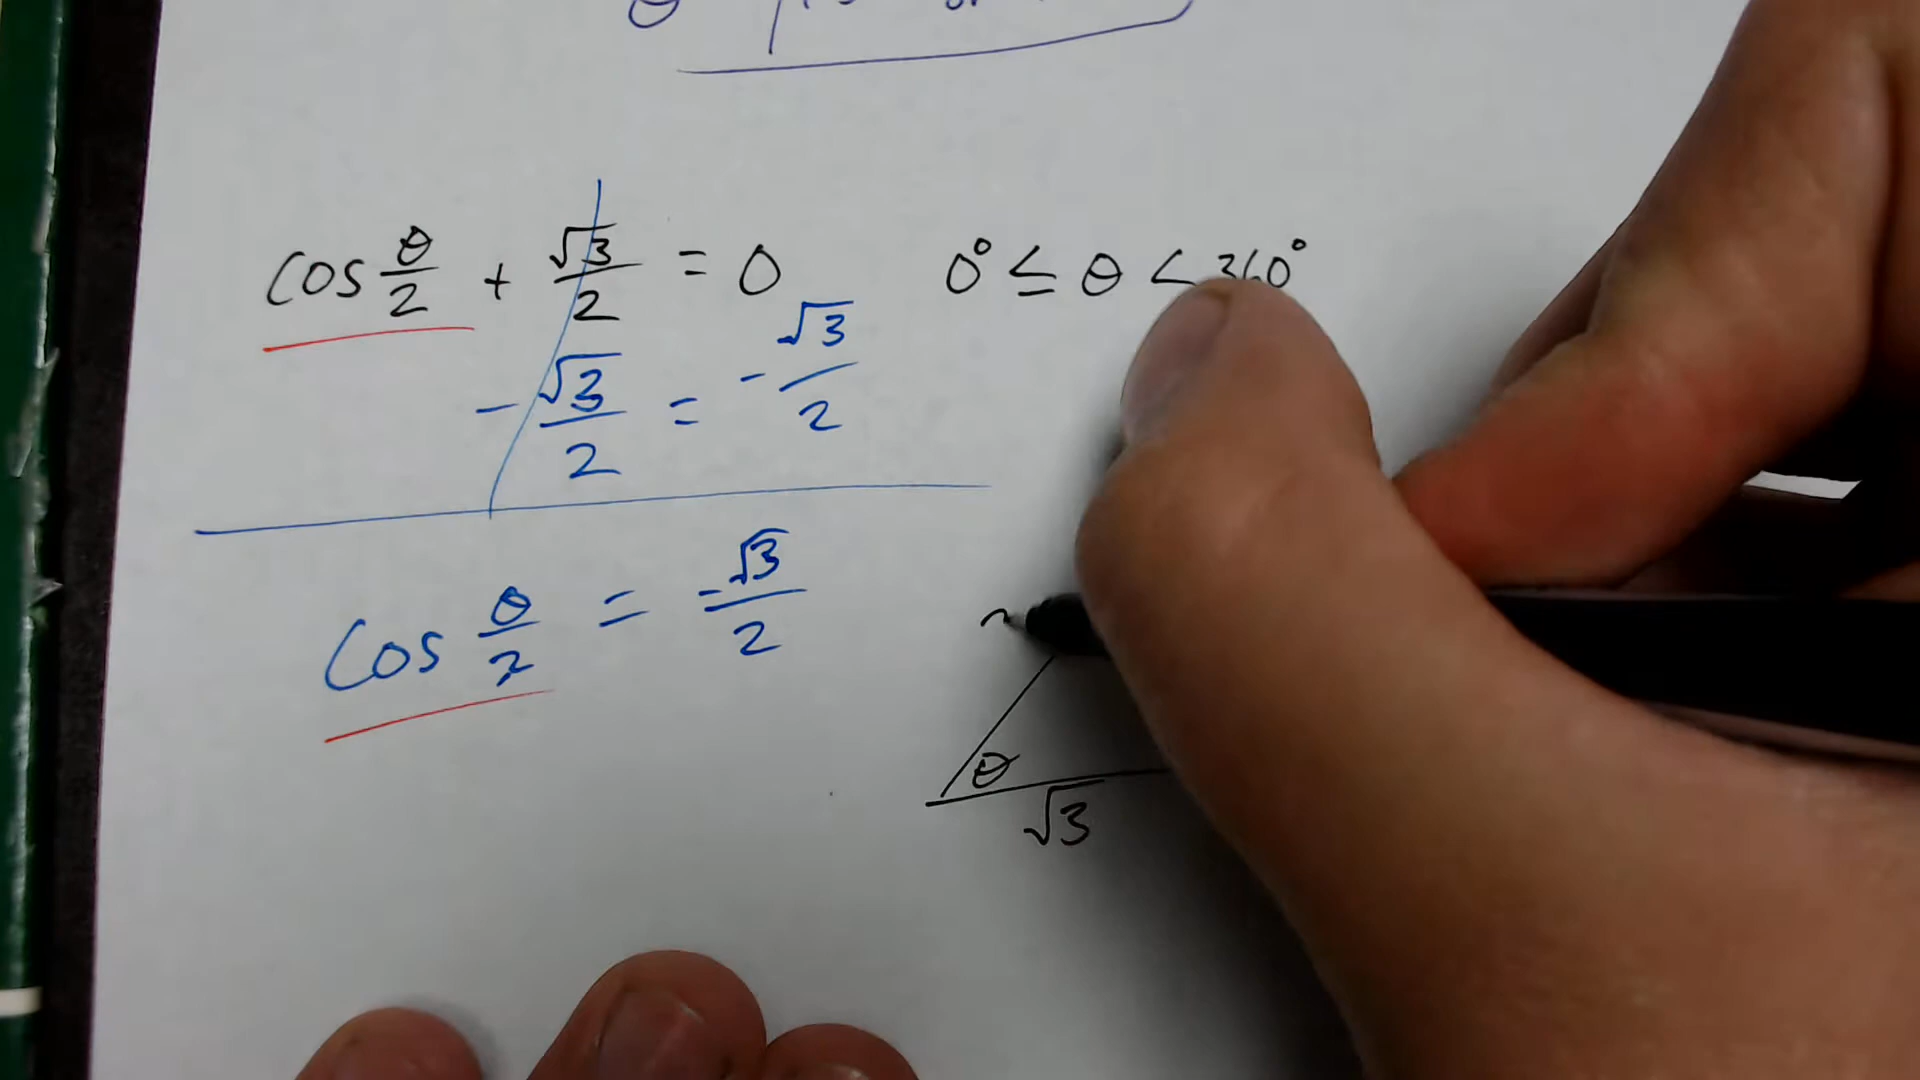 θ
cos θ/2 + √3/2 = 0    0° ≤ θ < 360°
- √3/2 = - √3/2
cos θ/2 = -√3/2
θ
√3